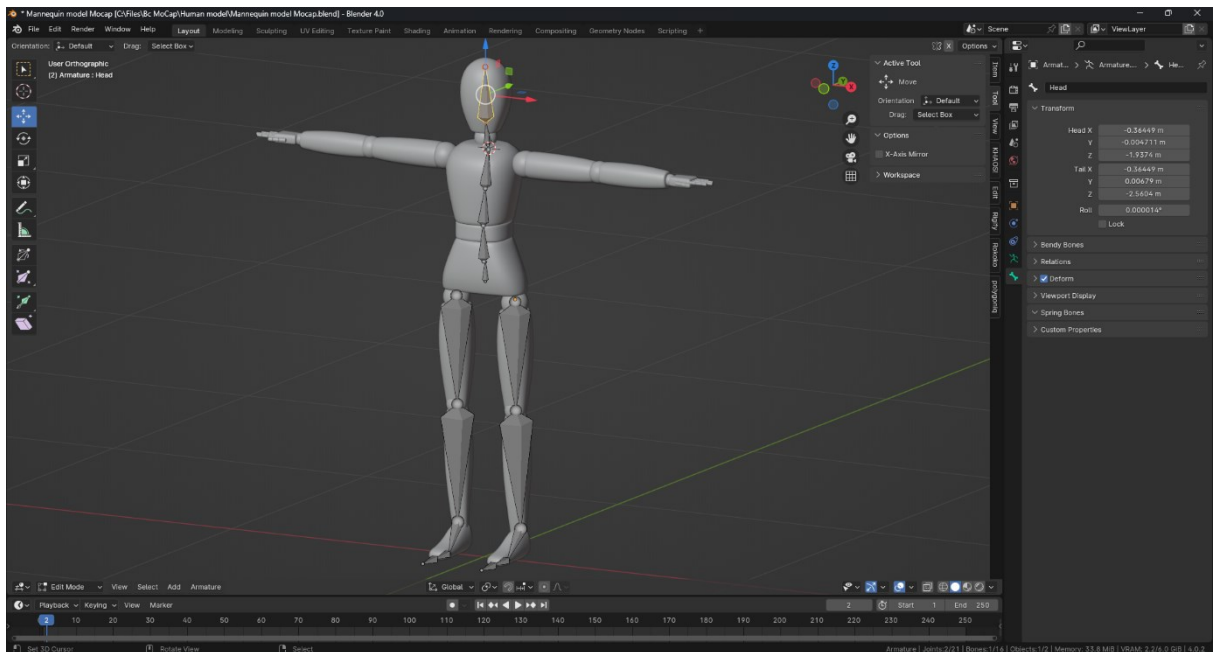 * Mannequin model Mocap [C:\Files\Bc MoCap\Human model\Mannequin model Mocap.blend] - Blender 4.0
File Edit Render Window Help Layout Modeling Sculpting UV Editing Texture Paint Shading Animation Rendering Compositing Geometry Nodes Scripting + Scene ViewLayer
Orientation: Default Drag: Select Box Options
User Orthographic
(2) Armature : Head
Active Tool
Move
Orientation Default
Drag: Select Box
Options
X-Axis Mirror
Workspace
Item
Tool
View
KHAOSI
Edit
Rigify
Rokoko
polygoniq
Z
Y
X
Armat... > Armature.... > He...
Head
Transform
Head X -0.36449 m
Y -0.004711 m
Z -1.9374 m
Tail X -0.36449 m
Y 0.00679 m
Z -2.5604 m
Roll 0.000014°
Lock
Bendy Bones
Relations
Deform
Viewport Display
Spring Bones
Custom Properties
Edit Mode View Select Add Armature Global
Playback Keying View Marker 2 Start 1 End 250
2 10 20 30 40 50 60 70 80 90 100 110 120 130 140 150 160 170 180 190 200 210 220 230 240 250
Set 3D Cursor Rotate View Select Armature | Joints:2/21 | Bones:1/16 | Objects:1/2 | Memory: 33.8 MiB | VRAM: 2.2/6.0 GiB | 4.0.2